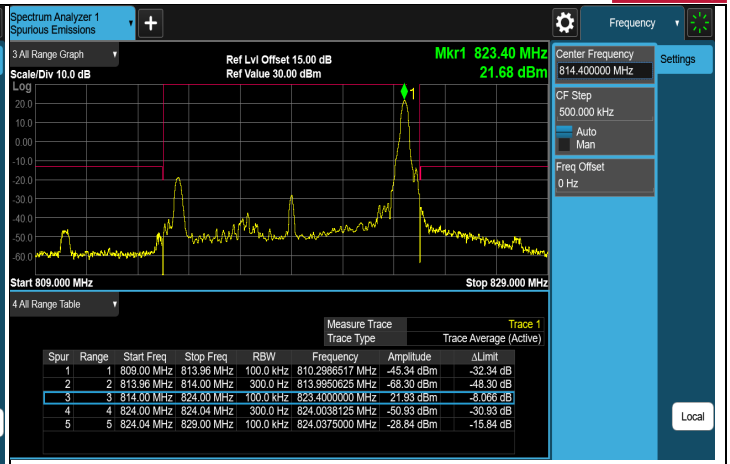 Spectrum Analyzer 1
Spurious Emissions
Frequency
3 All Range Graph
Ref Lvl Offset 15.00 dB
Mkr1 823.40 MHz
Scale/Div 10.0 dB
Ref Value 30.00 dBm
21.68 dBm
Log
1
20.0
10.0
0.00
-10.0
-20.0
-30.0
-40.0
-50.0
-60.0
Start 809.000 MHz
Stop 829.000 MHz
Center Frequency
814.400000 MHz
Settings
CF Step
500.000 kHz
Auto
Man
Freq Offset
0 Hz
4 All Range Table
Measure Trace Trace 1
Trace Type Trace Average (Active)
Spur Range Start Freq Stop Freq RBW Frequency Amplitude ΔLimit
1 1 809.00 MHz 813.96 MHz 100.0 kHz 810.2986517 MHz -45.34 dBm -32.34 dB
2 2 813.96 MHz 814.00 MHz 300.0 Hz 813.9950625 MHz -68.30 dBm -48.30 dB
3 3 814.00 MHz 824.00 MHz 100.0 kHz 823.4000000 MHz 21.93 dBm -8.066 dB
4 4 824.00 MHz 824.04 MHz 300.0 Hz 824.0038125 MHz -50.93 dBm -30.93 dB
5 5 824.04 MHz 829.00 MHz 100.0 kHz 824.0375000 MHz -28.84 dBm -15.84 dB
Local